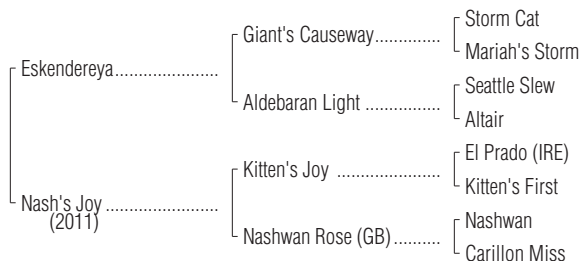 Storm Cat
Giant's Causeway..............
Mariah's Storm
Eskendereya......................
Seattle Slew
Aldebaran Light ................
Altair
El Prado (IRE)
Kitten's Joy ......................
Kitten's First
Nash's Joy ........................
(2011)
Nashwan
Nashwan Rose (GB)..........
Carillon Miss